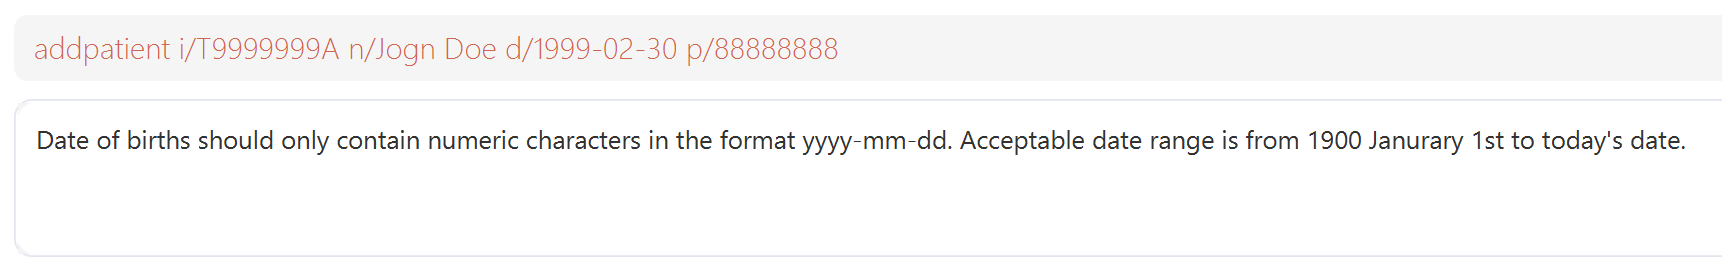 addpatient i/T9999999A n/Jogn Doe d/1999-02-30 p/88888888
Date of births should only contain numeric characters in the format yyyy-mm-dd. Acceptable date range is from 1900 Janurary 1st to today's date.